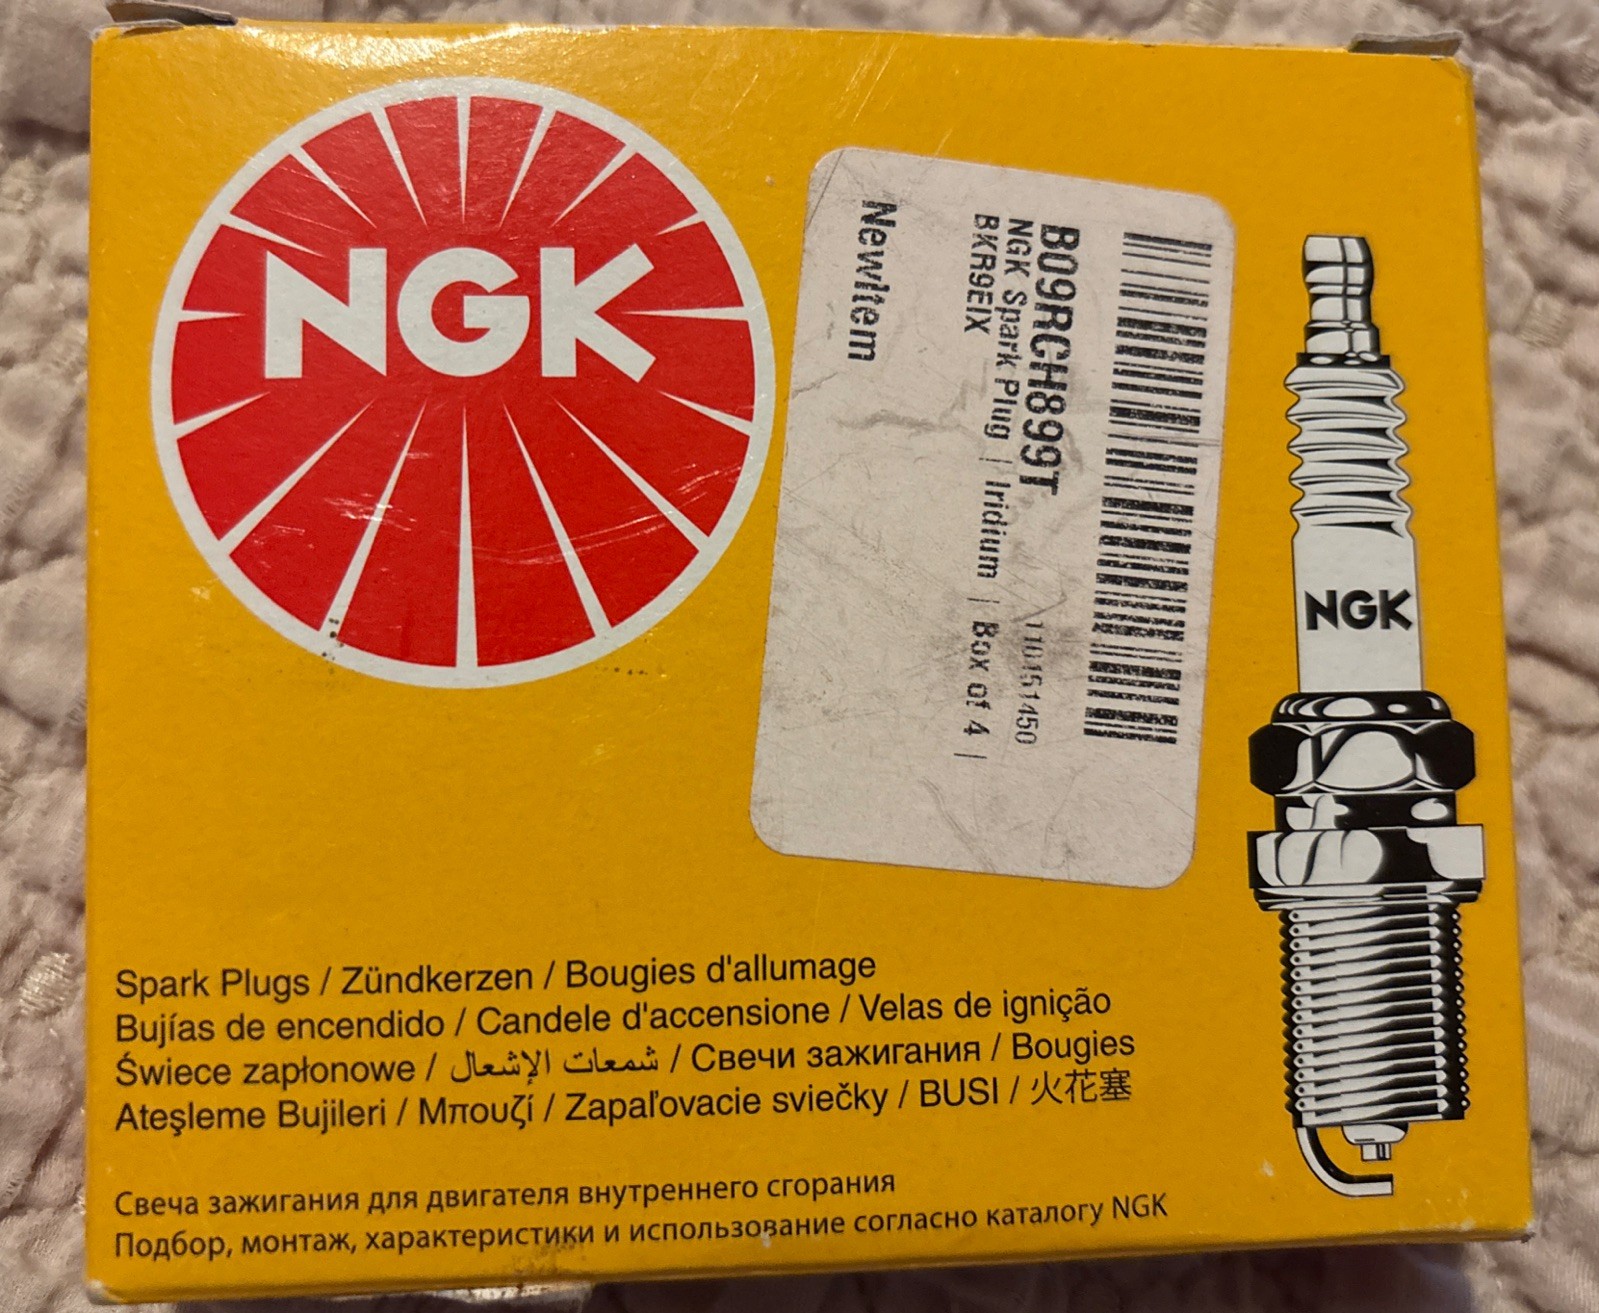 NGK
B09RCH899T
110161450
NGK Spark Plug | Iridium | Box of 4 |
BKR9EIX
NewItem
NGK
Spark Plugs / Zündkerzen / Bougies d'allumage
Bujías de encendido / Candele d'accensione / Velas de ignição
Świece zapłonowe / شمعات الإشعال / Свечи зажигания / Bougies
Ateşleme Bujileri / Μπουζί / Zapaľovacie sviečky / BUSI / 火花塞
Свеча зажигания для двигателя внутреннего сгорания
Подбор, монтаж, характеристики и использование согласно каталогу NGK